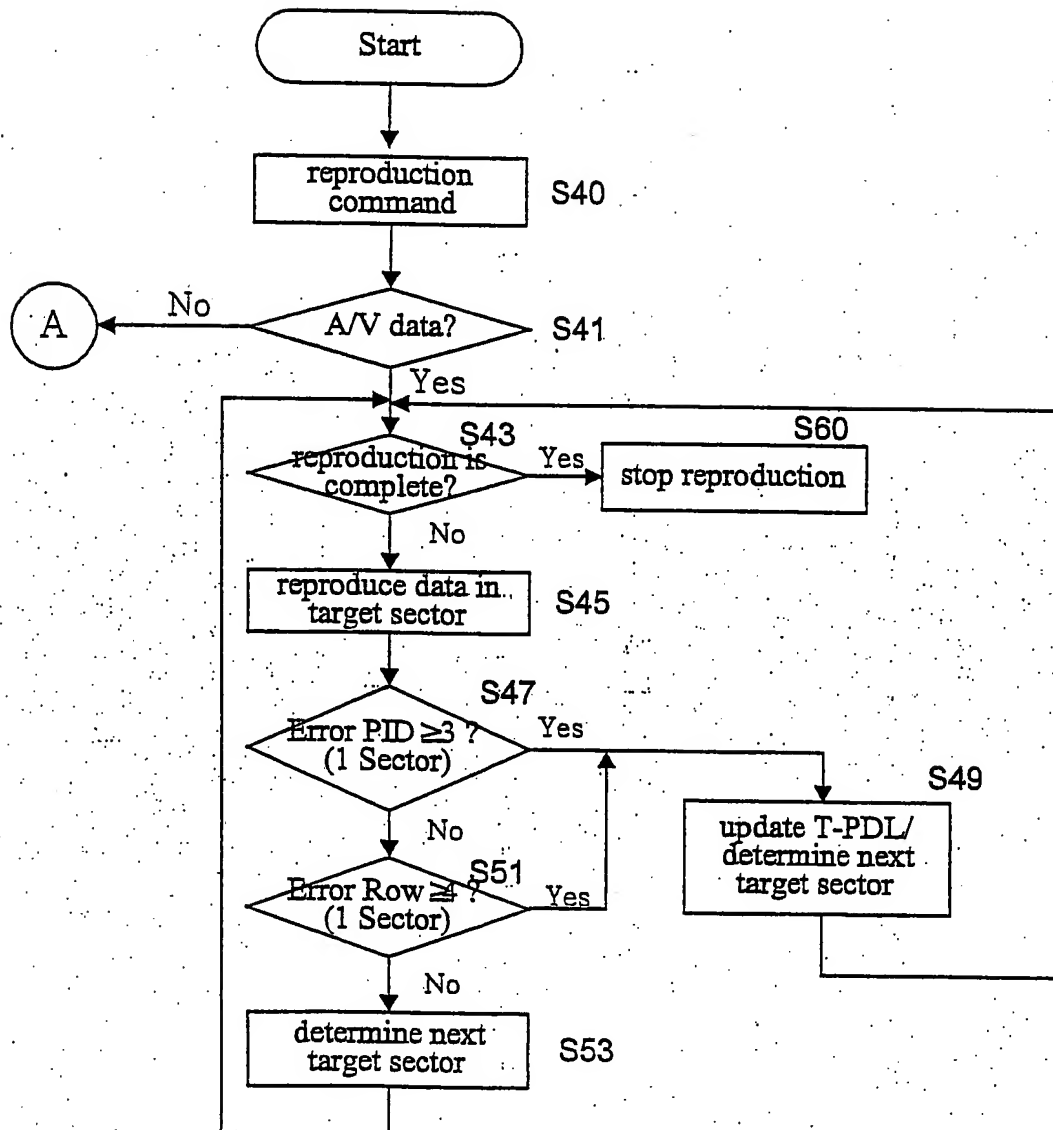 Start
reproduction
command
S40
A
No
A/V data?
S41
Yes
S43
reproduction is
complete?
Yes
S60
stop reproduction
No
reproduce data in
target sector
S45
S47
Error PID ≥3 ?
(1 Sector)
Yes
S49
update T-PDL/
determine next
target sector
No
S51
Error Row ≧4 ?
(1 Sector)
Yes
No
determine next
target sector
S53